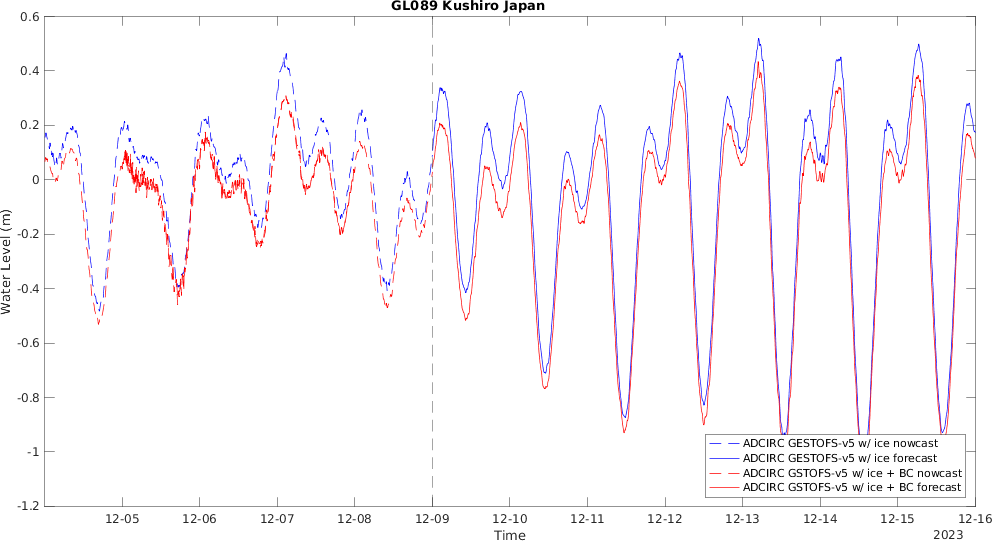 GL089 Kushiro Japan
0.6
0.4
0.2
0
-0.2
-0.4
-0.6
-0.8
-1
-1.2
Water Level (m)
ADCIRC GESTOFS-v5 w/ ice nowcast
ADCIRC GESTOFS-v5 w/ ice forecast
ADCIRC GSTOFS-v5 w/ ice + BC nowcast
ADCIRC GSTOFS-v5 w/ ice + BC forecast
12-05 12-06 12-07 12-08 12-09 12-10 12-11 12-12 12-13 12-14 12-15 12-16
Time
2023